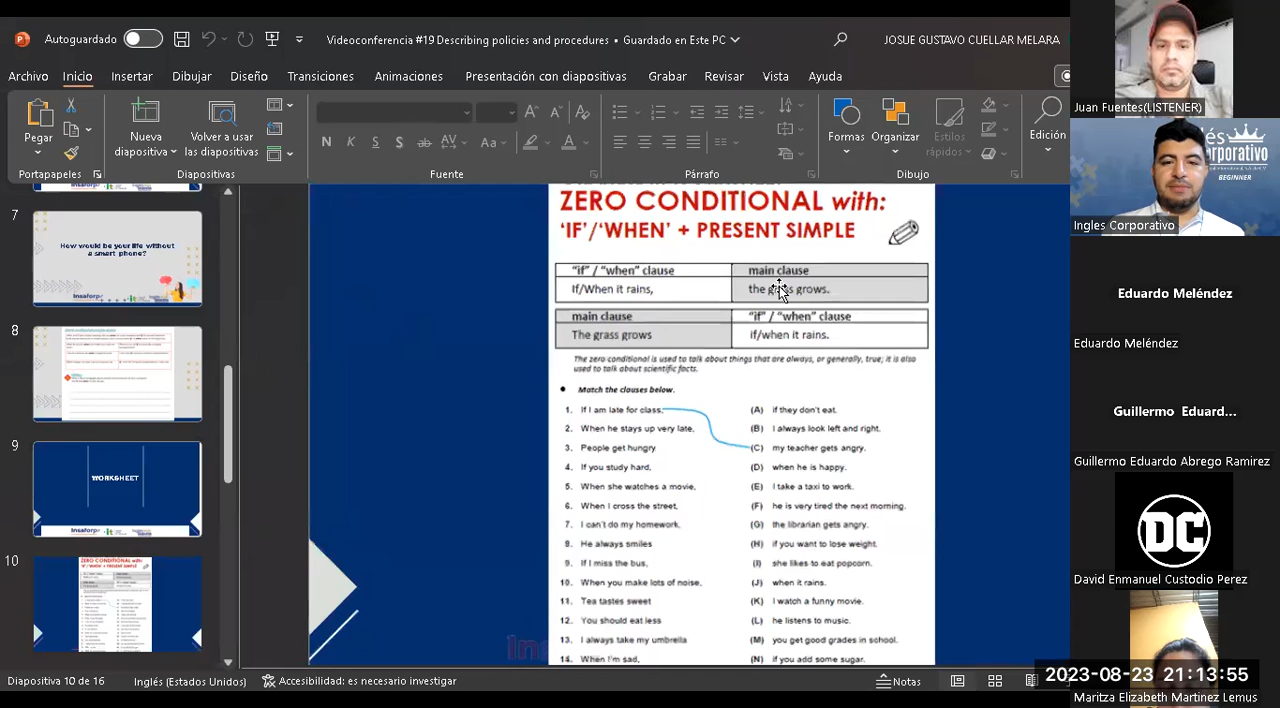 Autoguardado
Videoconferencia #19 Describing policies and procedures • Guardado en Este PC
JOSUE GUSTAVO CUELLAR MELARA
Archivo Inicio Insertar Dibujar Diseño Transiciones Animaciones Presentación con diapositivas Grabar Revisar Vista Ayuda
Pegar
Nueva diapositiva
Volver a usar las diapositivas
N K S S ab AV Aa A
Formas
Organizar
Estilos rápidos
Edición
Portapapeles
Diapositivas
Fuente
Párrafo
Dibujo
7
How would be your life without
a smart phone?
Insaforp
8
9
WORKSHEET
Insaforp
10
ZERO CONDITIONAL with:
'IF'/'WHEN' + PRESENT SIMPLE
"if" / "when" clause main clause
If/When it rains, the grass grows.
main clause "if" / "when" clause
The grass grows if/when it rains.
The zero conditional is used to talk about things that are always, or generally, true; it is also
used to talk about scientific facts.
• Match the clauses below.
1. If I am late for class, (A) if they don't eat.
2. When he stays up very late, (B) I always look left and right.
3. People get hungry (C) my teacher gets angry.
4. If you study hard, (D) when he is happy.
5. When she watches a movie, (E) I take a taxi to work.
6. When I cross the street, (F) he is very tired the next morning.
7. I can't do my homework, (G) the librarian gets angry.
8. He always smiles (H) if you want to lose weight.
9. If I miss the bus, (I) she likes to eat popcorn.
10. When you make lots of noise, (J) when it rains.
11. Tea tastes sweet (K) I watch a funny movie.
12. You should eat less (L) he listens to music.
13. I always take my umbrella (M) you get good grades in school.
14. When I'm sad, (N) if you add some sugar.
Diapositiva 10 de 16
Inglés (Estados Unidos)
Accesibilidad: es necesario investigar
Notas
Juan Fuentes(LISTENER)
és
orporativo
BEGINNER
Ingles Corporativo
Eduardo Meléndez
Eduardo Meléndez
Guillermo Eduard...
Guillermo Eduardo Abrego Ramirez
DC
David Enmanuel Custodio Perez
2023-08-23 21:13:55
Maritza Elizabeth Martinez Lemus